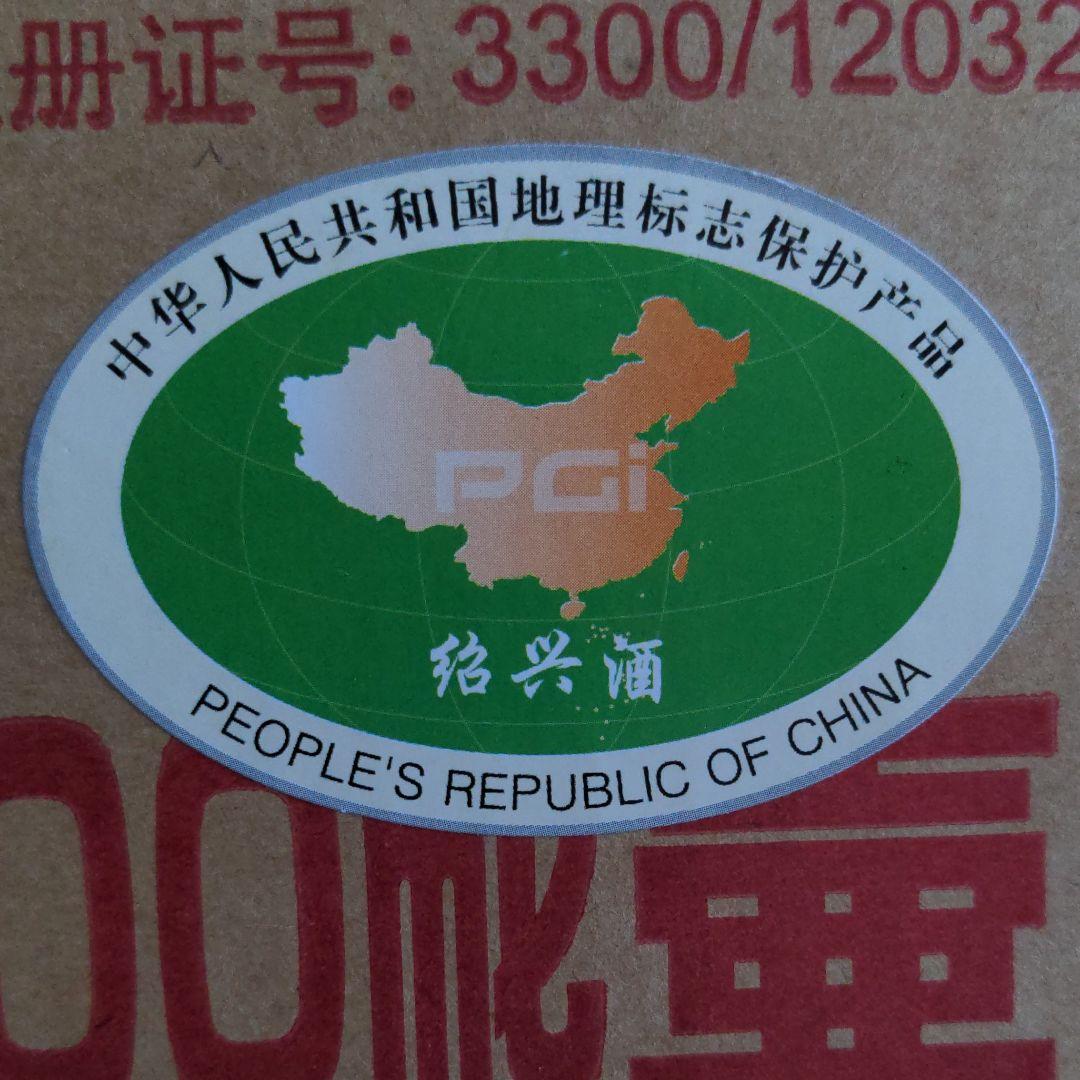 册证号: 3300/12032
中华人民共和国地理标志保护产品
PGi
绍兴酒
PEOPLE'S REPUBLIC OF CHINA